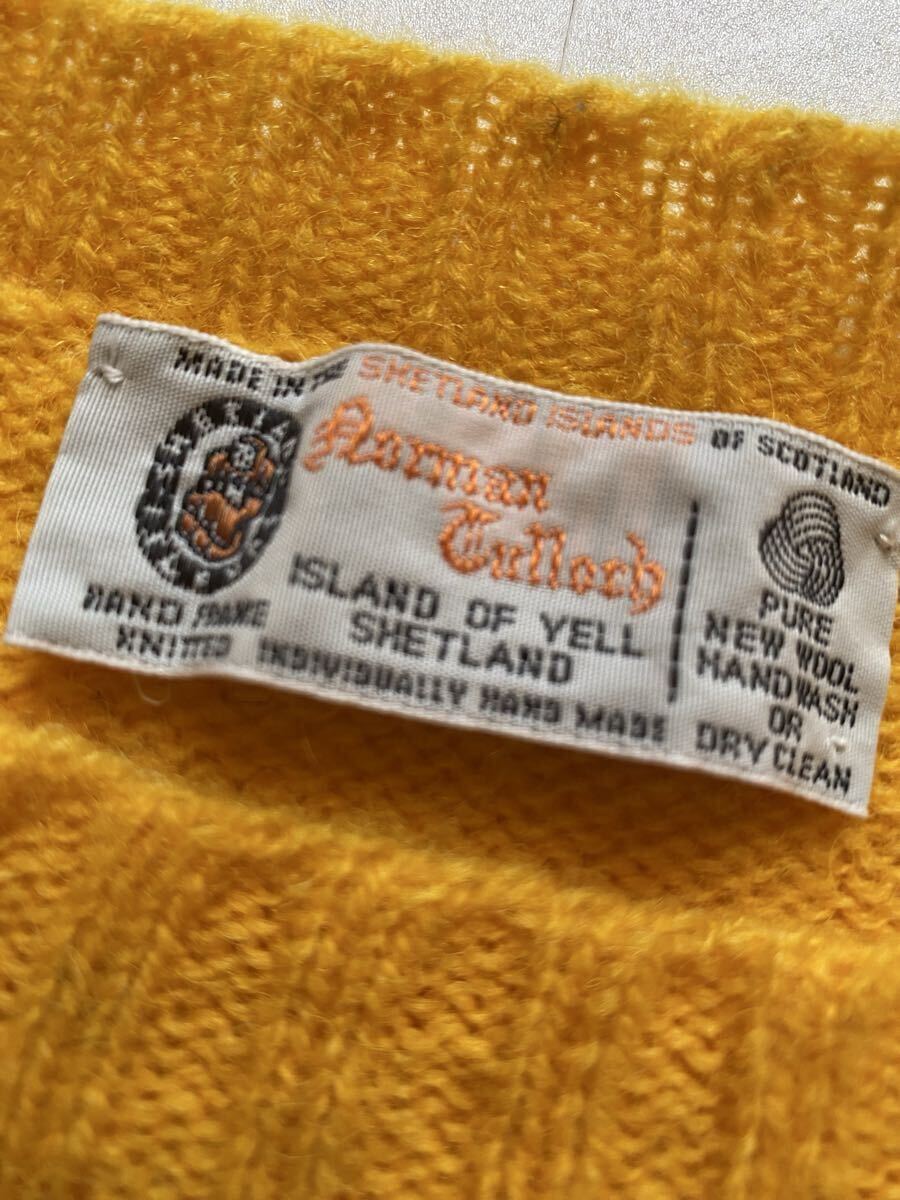 MADE IN THE SHETLAND ISLANDS OF SCOTLAND
Norman
Tulloch
ISLAND OF YELL
SHETLAND
HAND FRAME
KNITTED INDIVIDUALLY HAND MADE
PURE
NEW WOOL
HANDWASH
OR
DRY CLEAN